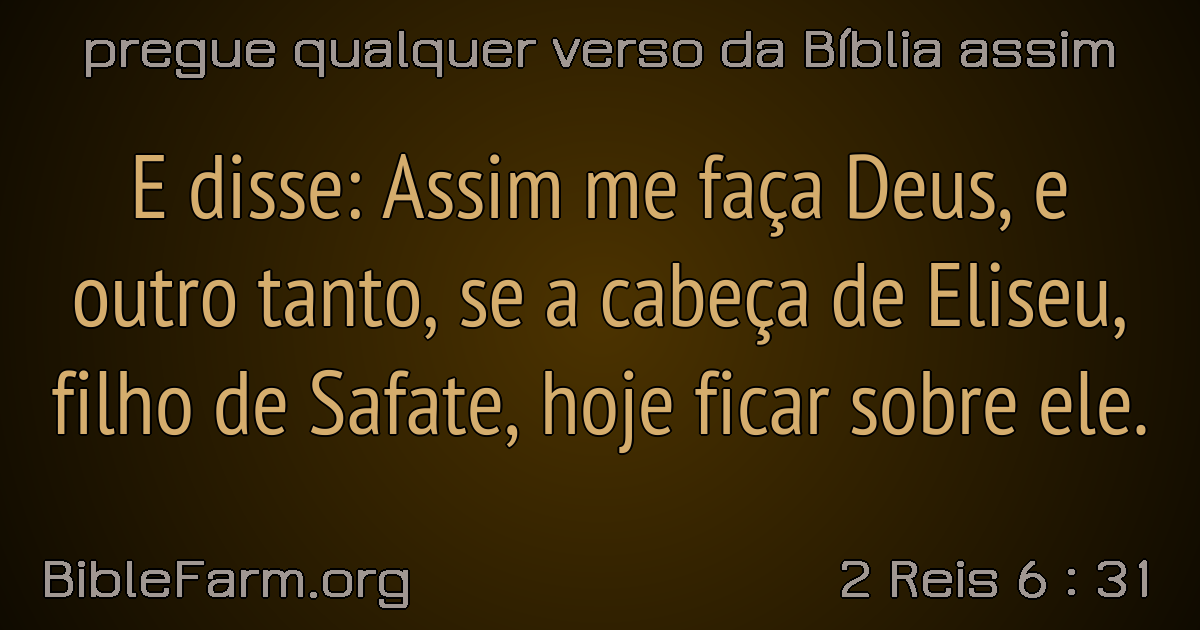 pregue qualquer verso da Bíblia assim
E disse: Assim me faça Deus, e
outro tanto, se a cabeça de Eliseu,
filho de Safate, hoje ficar sobre ele.
BibleFarm.org
2 Reis 6 : 31